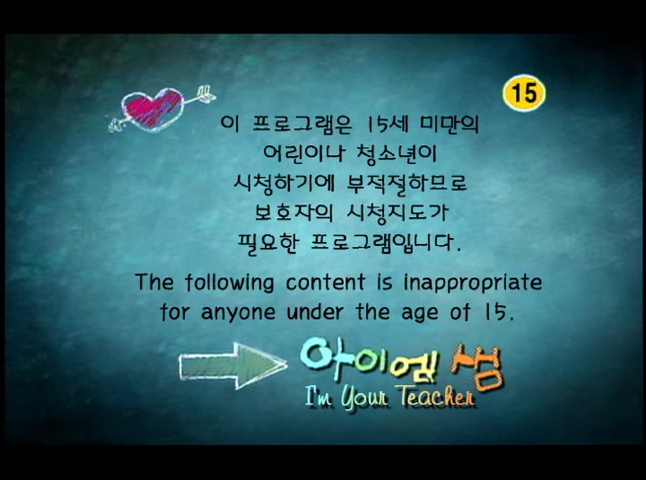 15
이 프로그램은 15세 미만의
어린이나 청소년이
시청하기에 부적절하므로
보호자의 시청지도가
필요한 프로그램입니다.
The following content is inappropriate
for anyone under the age of 15.
아이엠 샘
I'm Your Teacher